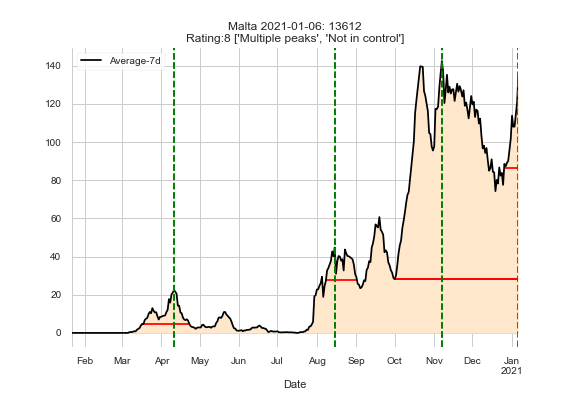 Malta 2021-01-06: 13612
Rating:8 ['Multiple peaks', 'Not in control']
Average-7d
140
120
100
80
60
40
20
0
Feb Mar Apr May Jun Jul Aug Sep Oct Nov Dec Jan
2021
Date